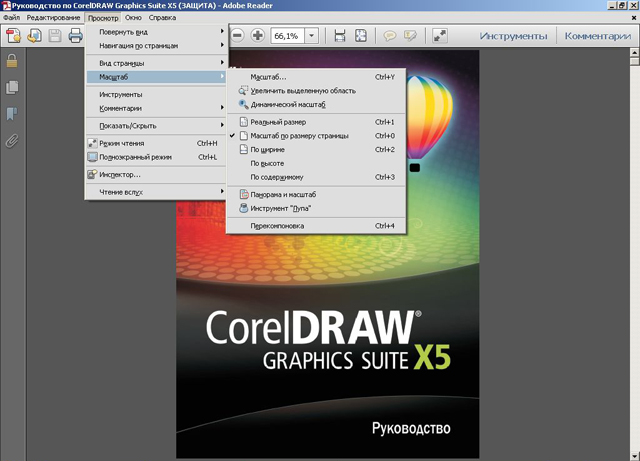 Руководство по CorelDRAW Graphics Suite X5 (ЗАЩИТА) - Adobe Reader
Файл Редактирование Просмотр Окно Справка
66,1%
Инструменты Комментарии
Повернуть вид
Навигация по страницам
Вид страницы
Масштаб
Инструменты
Комментарии
Показать/Скрыть
Режим чтения Ctrl+H
Полноэкранный режим Ctrl+L
Инспектор...
Чтение вслух
Масштаб... Ctrl+Y
Увеличить выделенную область
Динамический масштаб
Реальный размер Ctrl+1
Масштаб по размеру страницы Ctrl+0
По ширине Ctrl+2
По высоте
По содержимому Ctrl+3
Панорама и масштаб
Инструмент "Лупа"
Перекомпоновка Ctrl+4
CorelDRAW®
GRAPHICS SUITE X5
Руководство